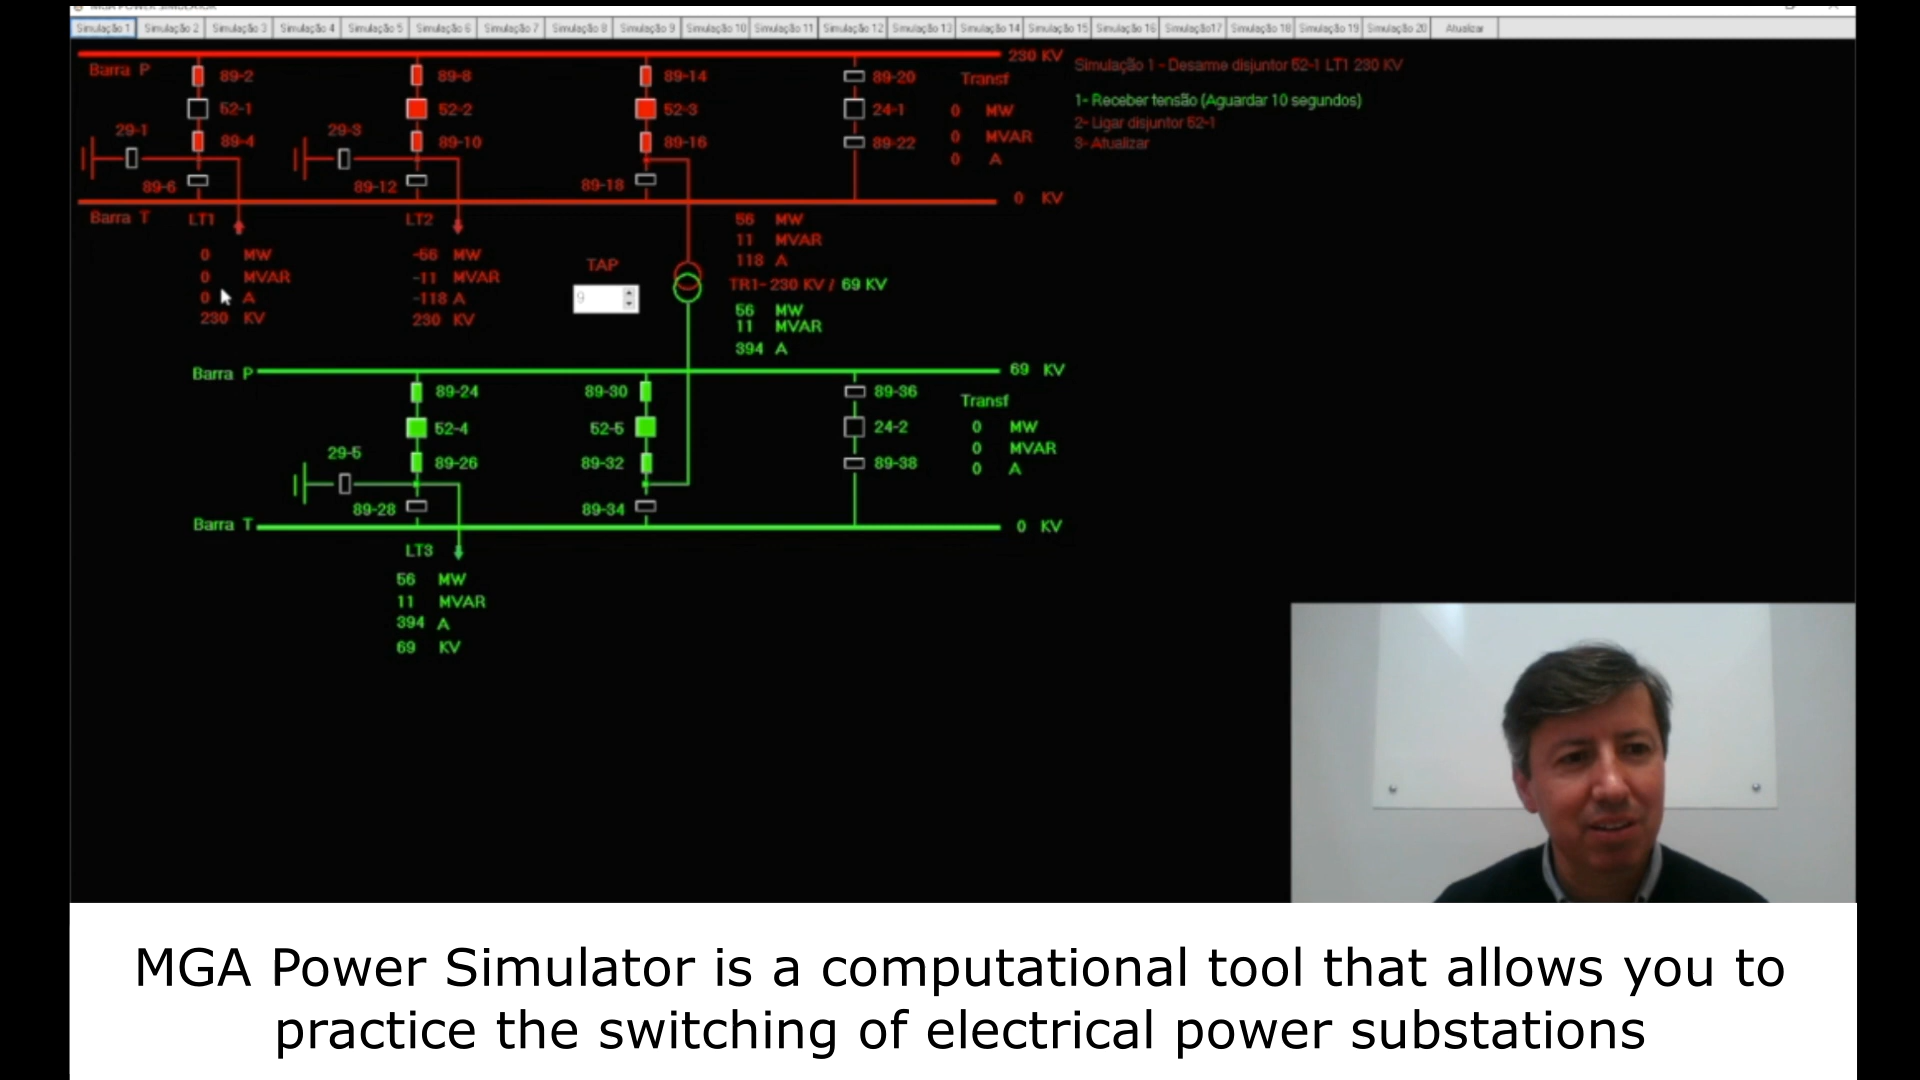 MGA POWER SIMULATOR
Simulação 1 Simulação 2 Simulação 3 Simulação 4 Simulação 5 Simulação 6 Simulação 7 Simulação 8 Simulação 9 Simulação 10 Simulação 11 Simulação 12 Simulação 13 Simulação 14 Simulação 15 Simulação 16 Simulação17 Simulação 18 Simulação 19 Simulação 20 Atualizar
230 KV
Barra P 89-2 89-8 89-14 89-20 Transf
52-1 52-2 52-3 24-1 0 MW
29-1 29-3
89-4 89-10 89-16 89-22 0 MVAR
0 A
89-6 89-12 89-18
0 KV
Barra T LT1 LT2
Simulação 1 - Desarme disjuntor 52-1 LT1 230 KV
1- Receber tensão (Aguardar 10 segundos)
2- Ligar disjuntor 52-1
3- Atualizar
0 MW
0 MVAR
0 A
230 KV
-56 MW
-11 MVAR
-118 A
230 KV
TAP
9
56 MW
11 MVAR
118 A
TR1- 230 KV / 69 KV
56 MW
11 MVAR
394 A
Barra P 69 KV
89-24 89-30 89-36
Transf
52-4 52-5 24-2 0 MW
29-5 0 MVAR
89-26 89-32 89-38 0 A
89-28 89-34
Barra T 0 KV
LT3
56 MW
11 MVAR
394 A
69 KV
MGA Power Simulator is a computational tool that allows you to
practice the switching of electrical power substations